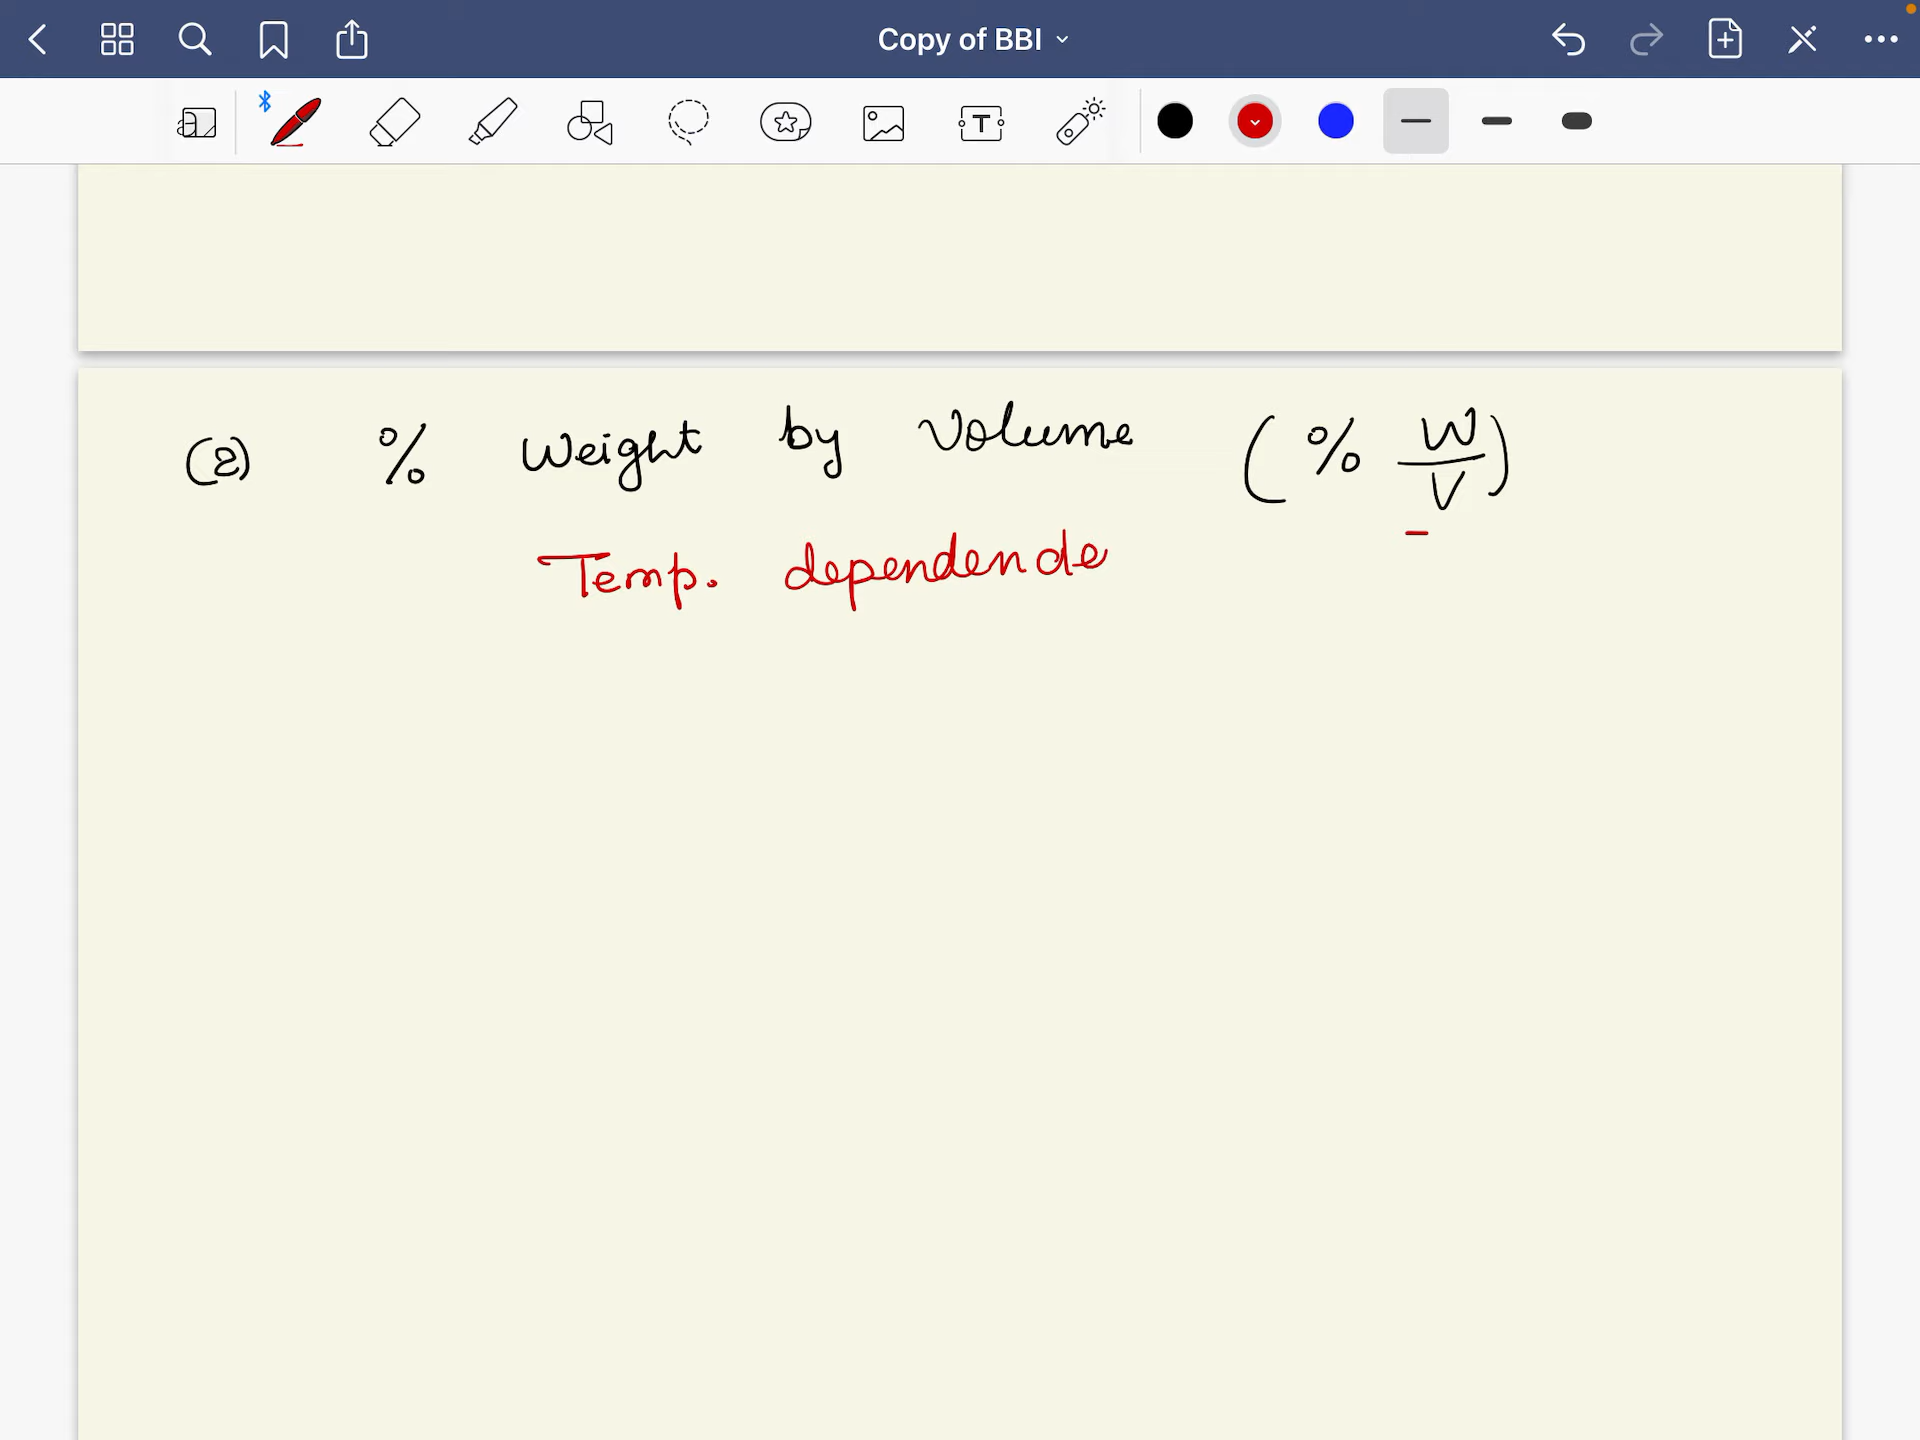 Copy of BBI
(2) % Weight by Volume (% W/V)
Temp. dependende